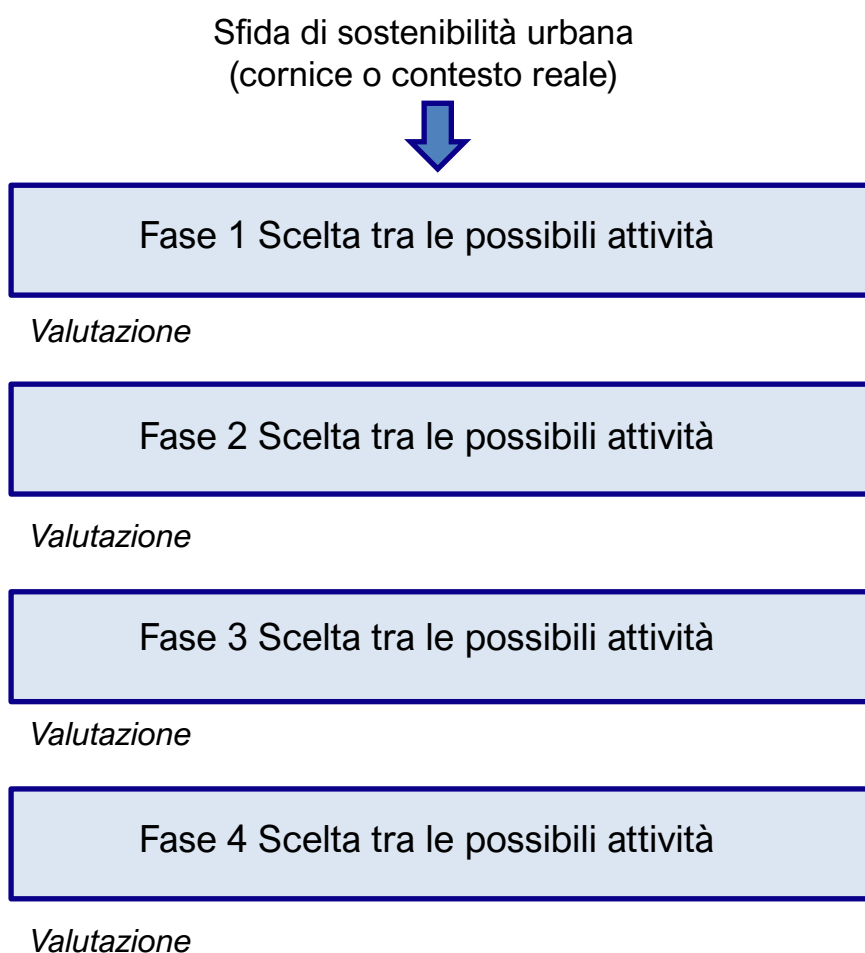 Sfida di sostenibilità urbana
(cornice o contesto reale)
Fase 1 Scelta tra le possibili attività
Valutazione
Fase 2 Scelta tra le possibili attività
Valutazione
Fase 3 Scelta tra le possibili attività
Valutazione
Fase 4 Scelta tra le possibili attività
Valutazione